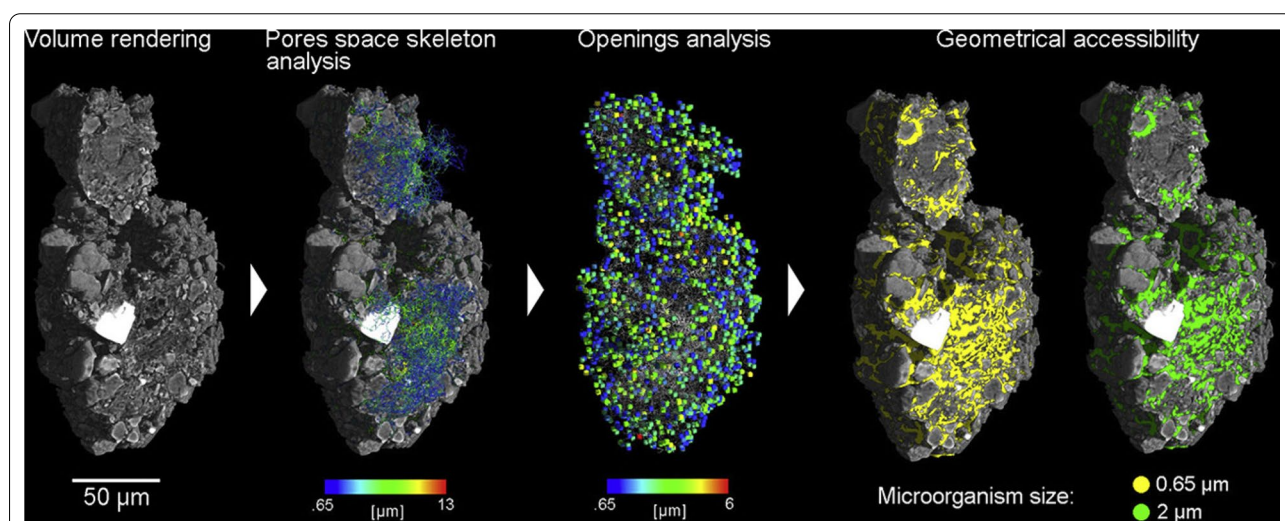 Volume rendering
Pores space skeleton
analysis
Openings analysis
Geometrical accessibility
50 µm
.65
[µm]
13
.65
[µm]
6
Microorganism size:
0.65 µm
2 µm